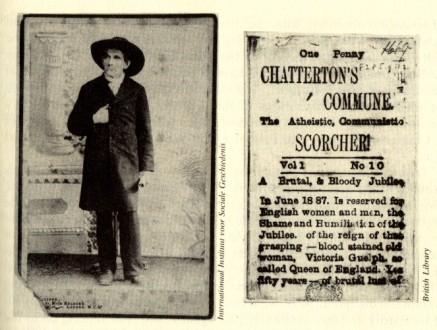 Internationaal Instituut voor Sociale Geschiedenis
One Penny
CHATTERTON'S
COMMUNE.
The Atheistic, Communistic
SCORCHER!
Vol 1 No 10
A Brutal, & Bloody Jubilee,
In June 18 87. Is reserved for
English women and men, the
Shame and Humiliation of the
Jubilee. of the reign of that
grasping — blood stained old
woman, Victoria Guelph, so
called Queen of England. Yes
fifty years — of brutal lust of
British Library